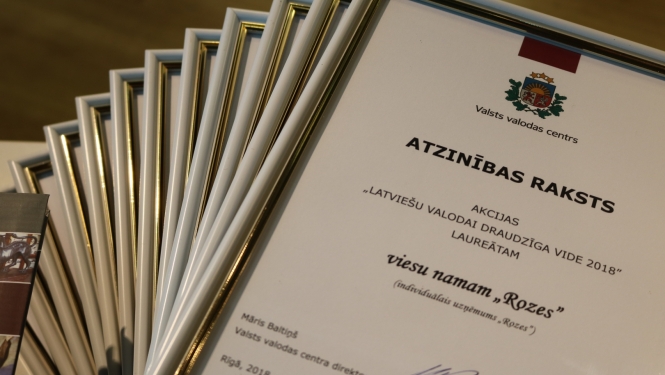 Valsts valodas centrs
ATZINĪBAS RAKSTS
AKCIJAS
„LATVIEŠU VALODAI DRAUDZĪGA VIDE 2018”
LAUREĀTAM
viesu namam „Rozes”
(individuālais uzņēmums „Rozes”)
Māris Baltiņš
Valsts valodas centra direkt
Rīgā, 2018